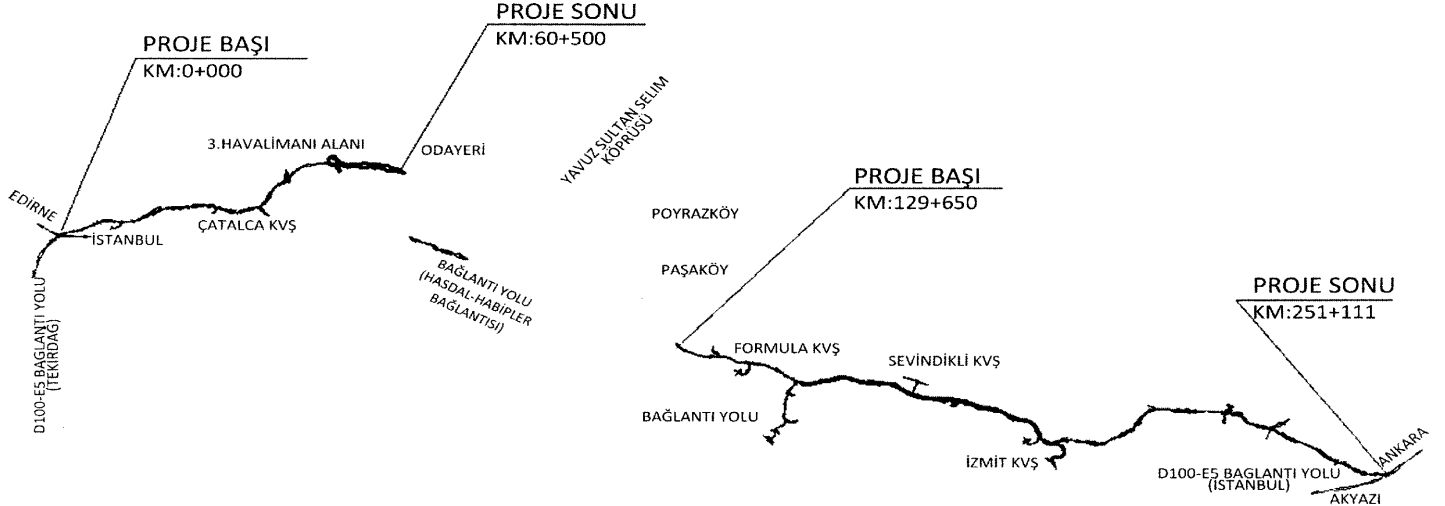 PROJE BAŞI
KM:0+000
PROJE SONU
KM:60+500
3.HAVALİMANI ALANI
ODAYERİ
EDİRNE
İSTANBUL
ÇATALCA KVŞ
D100-E5 BAGLANTI YOLU
(TEKİRDAĞ)
BAĞLANTI YOLU
(HASDAL-HABİPLER
BAĞLANTISI)
YAVUZ SULTAN SELIM
KÖPRÜSÜ
POYRAZKÖY
PAŞAKÖY
PROJE BAŞI
KM:129+650
FORMULA KVŞ
SEVİNDİKLİ KVŞ
BAĞLANTI YOLU
İZMİT KVŞ
PROJE SONU
KM:251+111
D100-E5 BAGLANTI YOLU
(İSTANBUL)
ANKARA
AKYAZI